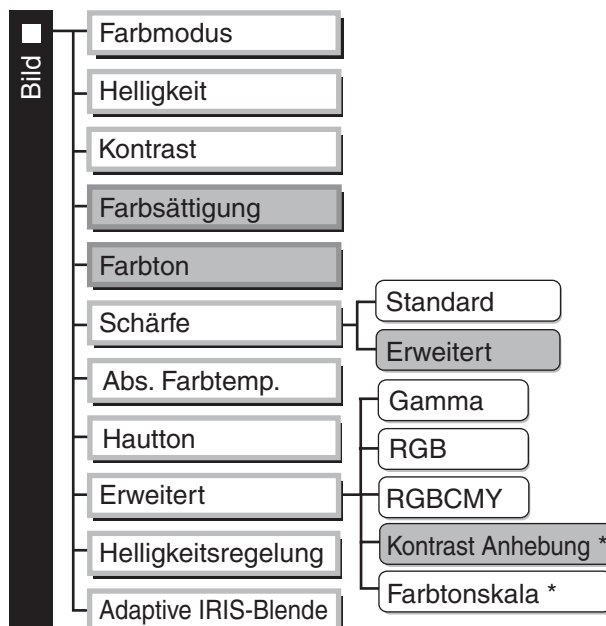 Bild
Farbmodus
Helligkeit
Kontrast
Farbsättigung
Farbton
Schärfe
Standard
Erweitert
Abs. Farbtemp.
Hautton
Erweitert
Gamma
RGB
RGBCMY
Kontrast Anhebung *
Farbtonskala *
Helligkeitsregelung
Adaptive IRIS-Blende